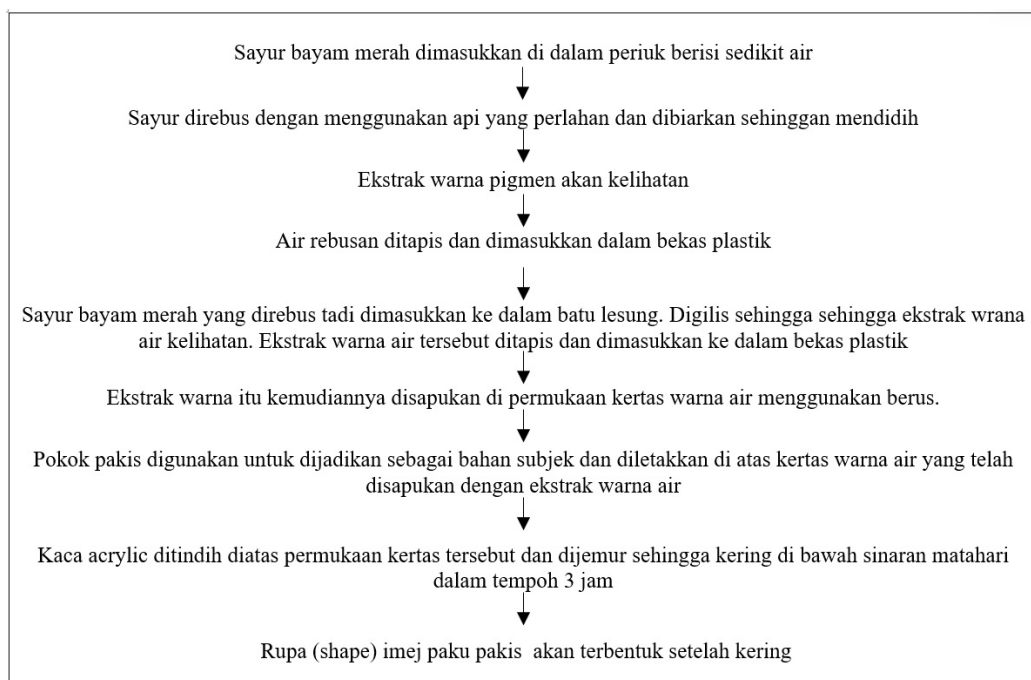 Sayur bayam merah dimasukkan di dalam periuk berisi sedikit air
Sayur direbus dengan menggunakan api yang perlahan dan dibiarkan sehinggan mendidih
Ekstrak warna pigmen akan kelihatan
Air rebusan ditapis dan dimasukkan dalam bekas plastik
Sayur bayam merah yang direbus tadi dimasukkan ke dalam batu lesung. Digilis sehingga sehingga ekstrak wrana
air kelihatan. Ekstrak warna air tersebut ditapis dan dimasukkan ke dalam bekas plastik
Ekstrak warna itu kemudiannya disapukan di permukaan kertas warna air menggunakan berus.
Pokok pakis digunakan untuk dijadikan sebagai bahan subjek dan diletakkan di atas kertas warna air yang telah
disapukan dengan ekstrak warna air
Kaca acrylic ditindih diatas permukaan kertas tersebut dan dijemur sehingga kering di bawah sinaran matahari
dalam tempoh 3 jam
Rupa (shape) imej paku pakis akan terbentuk setelah kering